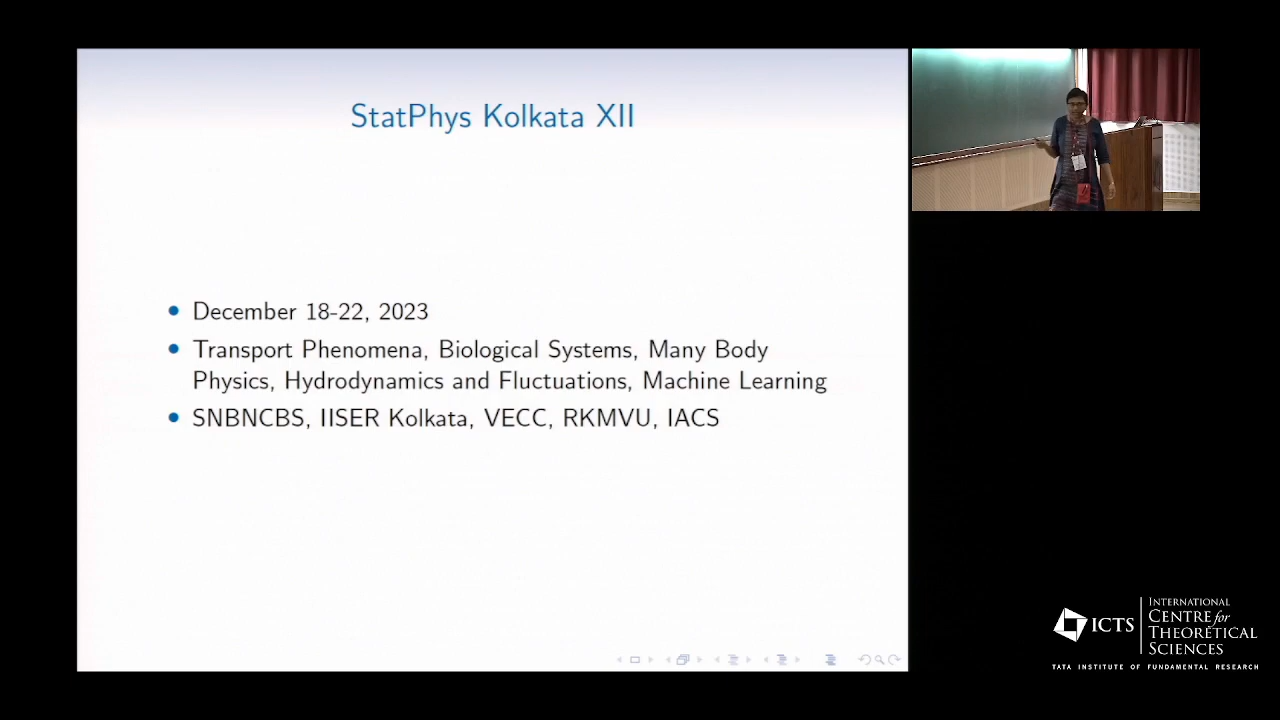 StatPhys Kolkata XII
December 18-22, 2023
Transport Phenomena, Biological Systems, Many Body
Physics, Hydrodynamics and Fluctuations, Machine Learning
SNBNCBS, IISER Kolkata, VECC, RKMVU, IACS
ICTS
INTERNATIONAL
CENTRE for
THEORETICAL
SCIENCES
TATA INSTITUTE OF FUNDAMENTAL RESEARCH